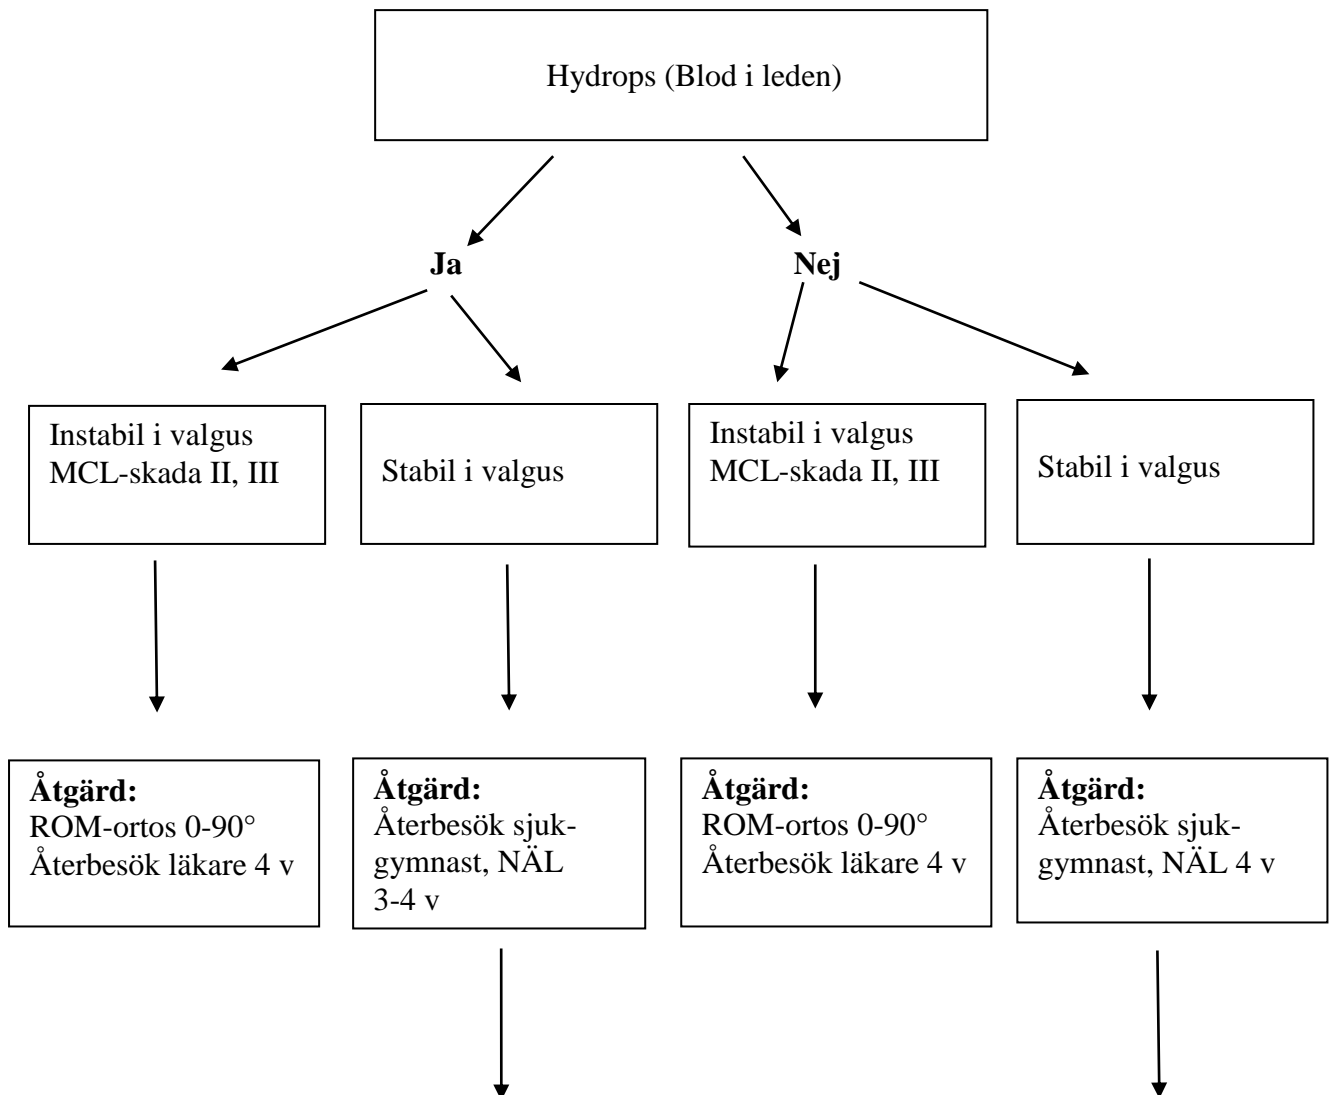 Hydrops (Blod i leden)
Ja
Nej
Instabil i valgus
MCL-skada II, III
Stabil i valgus
Instabil i valgus
MCL-skada II, III
Stabil i valgus
Åtgärd:
ROM-ortos 0-90°
Återbesök läkare 4 v
Åtgärd:
Återbesök sjuk-
gymnast, NÄL
3-4 v
Åtgärd:
ROM-ortos 0-90°
Återbesök läkare 4 v
Åtgärd:
Återbesök sjuk-
gymnast, NÄL 4 v